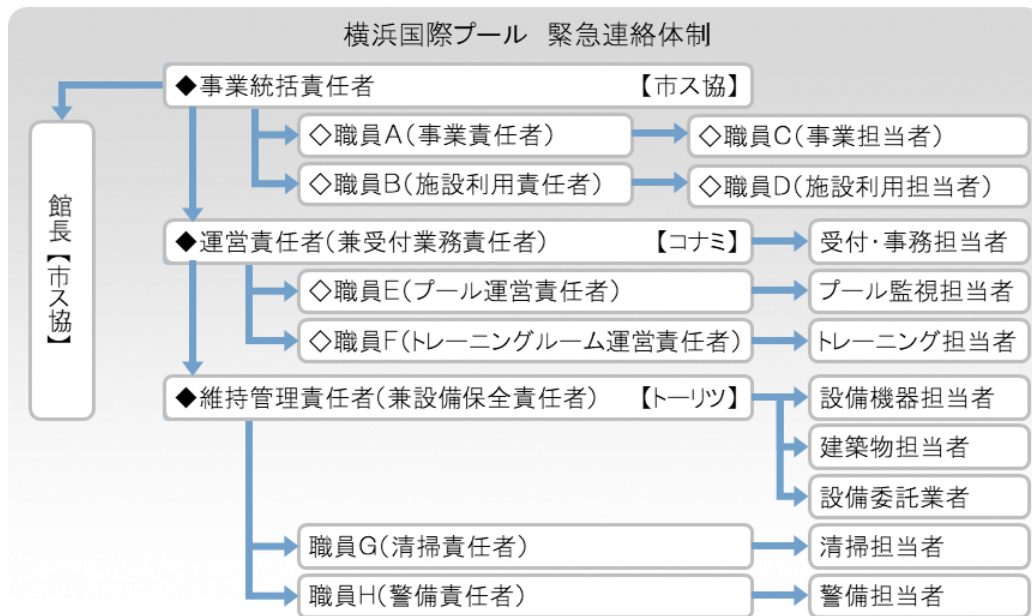 横浜国際プール 緊急連絡体制
◆事業統括責任者 【市ス協】
◇職員A(事業責任者)
◇職員C(事業担当者)
◇職員B(施設利用責任者)
◇職員D(施設利用担当者)
館長【市ス協】
◆運営責任者(兼受付業務責任者) 【コナミ】
受付・事務担当者
◇職員E(プール運営責任者)
プール監視担当者
◇職員F(トレーニングルーム運営責任者)
トレーニング担当者
◆維持管理責任者(兼設備保全責任者) 【トーリツ】
設備機器担当者
建築物担当者
設備委託業者
職員G(清掃責任者)
清掃担当者
職員H(警備責任者)
警備担当者